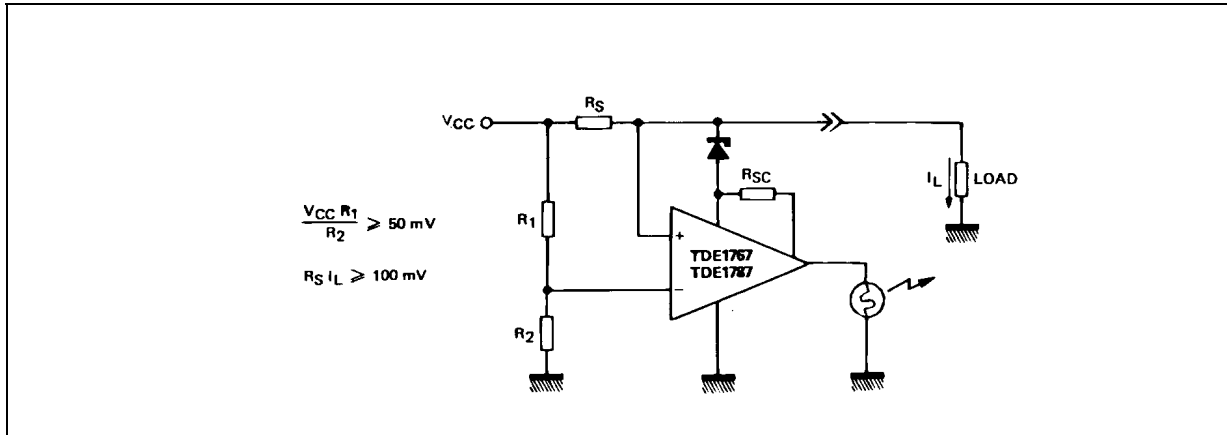 RS
VCC
RSC
IL LOAD
R1
VCC R1 / R2 ⩾ 50 mV
+
TDE1767
TDE1787
RS IL ⩾ 100 mV
−
R2